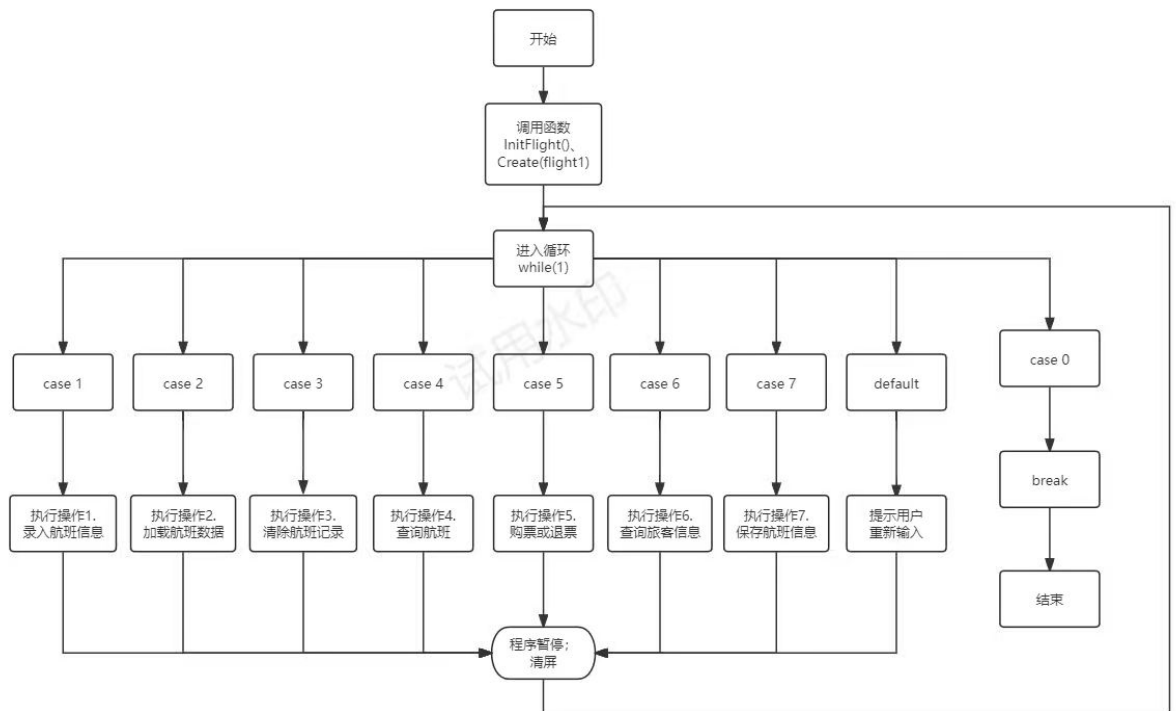 开始
调用函数
InitFlight()、
Create(flight1)
进入循环
while(1)
试用水印
case 1
case 2
case 3
case 4
case 5
case 6
case 7
default
case 0
break
执行操作1.
录入航班信息
执行操作2.
加载航班数据
执行操作3.
清除航班记录
执行操作4.
查询航班
执行操作5.
购票或退票
执行操作6.
查询旅客信息
执行操作7.
保存航班信息
提示用户
重新输入
结束
程序暂停；
清屏